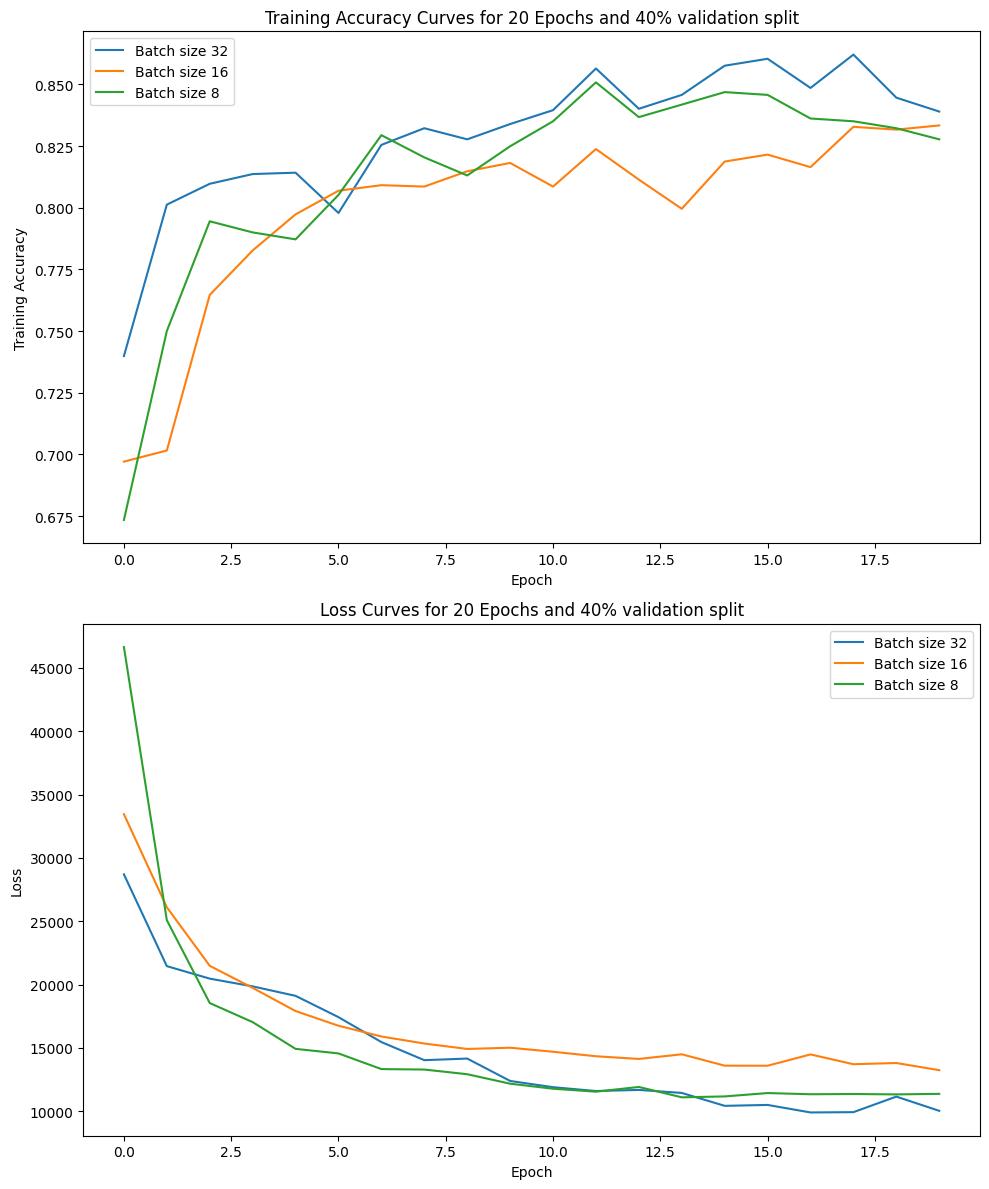 Training Accuracy Curves for 20 Epochs and 40% validation split
Batch size 32
Batch size 16
Batch size 8
0.850
0.825
0.800
0.775
0.750
0.725
0.700
0.675
Training Accuracy
0.0 2.5 5.0 7.5 10.0 12.5 15.0 17.5
Epoch
Loss Curves for 20 Epochs and 40% validation split
Batch size 32
Batch size 16
Batch size 8
45000
40000
35000
30000
25000
20000
15000
10000
Loss
0.0 2.5 5.0 7.5 10.0 12.5 15.0 17.5
Epoch